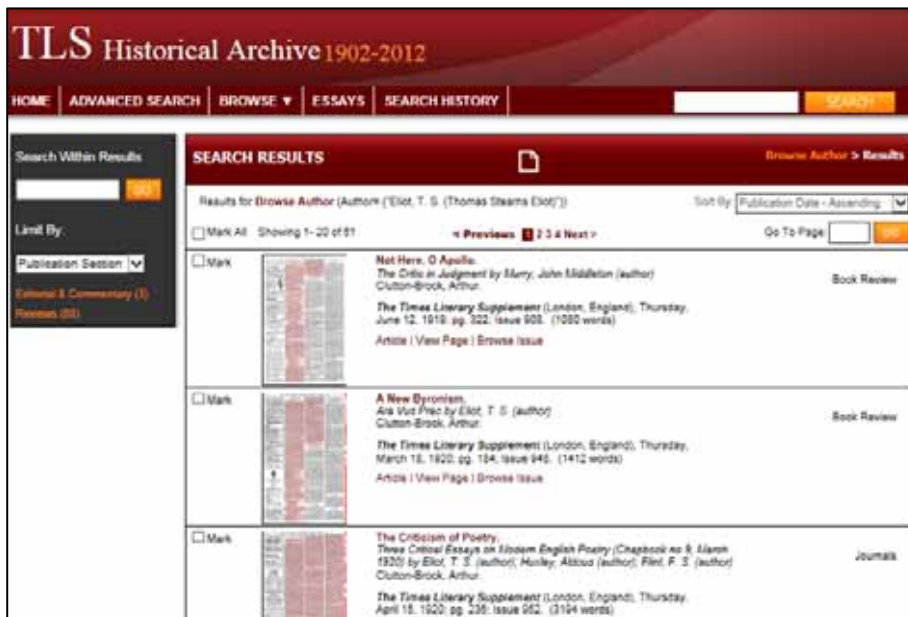 TLS Historical Archive 1902-2012
HOME ADVANCED SEARCH BROWSE ▼ ESSAYS SEARCH HISTORY SEARCH
Search Within Results
GO
Limit By:
Publication Section
Editorial & Commentary (1)
Reviews
SEARCH RESULTS
Browse Author > Results
Results for Browse Author (Author# ("Eliot, T. S. (Thomas Stearns Eliot)"))
Sort By: Publication Date - Ascending
Mark All Showing 1- 20 of 61 < Previous 1 2 3 4 Next > Go To Page: GO
Mark
Not Here, O Apollo.
The Critic in Judgment by Murry, John Middleton (author)
Clutton-Brock, Arthur.
Book Review
The Times Literary Supplement (London, England), Thursday,
June 12, 1919; pg. 322; Issue 908. (1080 words)
Article | View Page | Browse Issue
Mark
A New Byronism.
Ara Vus Prec by Eliot, T. S. (author)
Clutton-Brock, Arthur.
Book Review
The Times Literary Supplement (London, England), Thursday,
March 18, 1920; pg. 184; Issue 948. (1412 words)
Article | View Page | Browse Issue
Mark
The Criticism of Poetry.
Three Critical Essays on Modern English Poetry (Chapbook no 9, March
1920) by Eliot, T. S. (author); Huxley, Aldous (author); Flint, F. S. (author)
Clutton-Brock, Arthur.
Journals
The Times Literary Supplement (London, England), Thursday,
April 15, 1920; pg. 236; Issue 952. (3194 words)